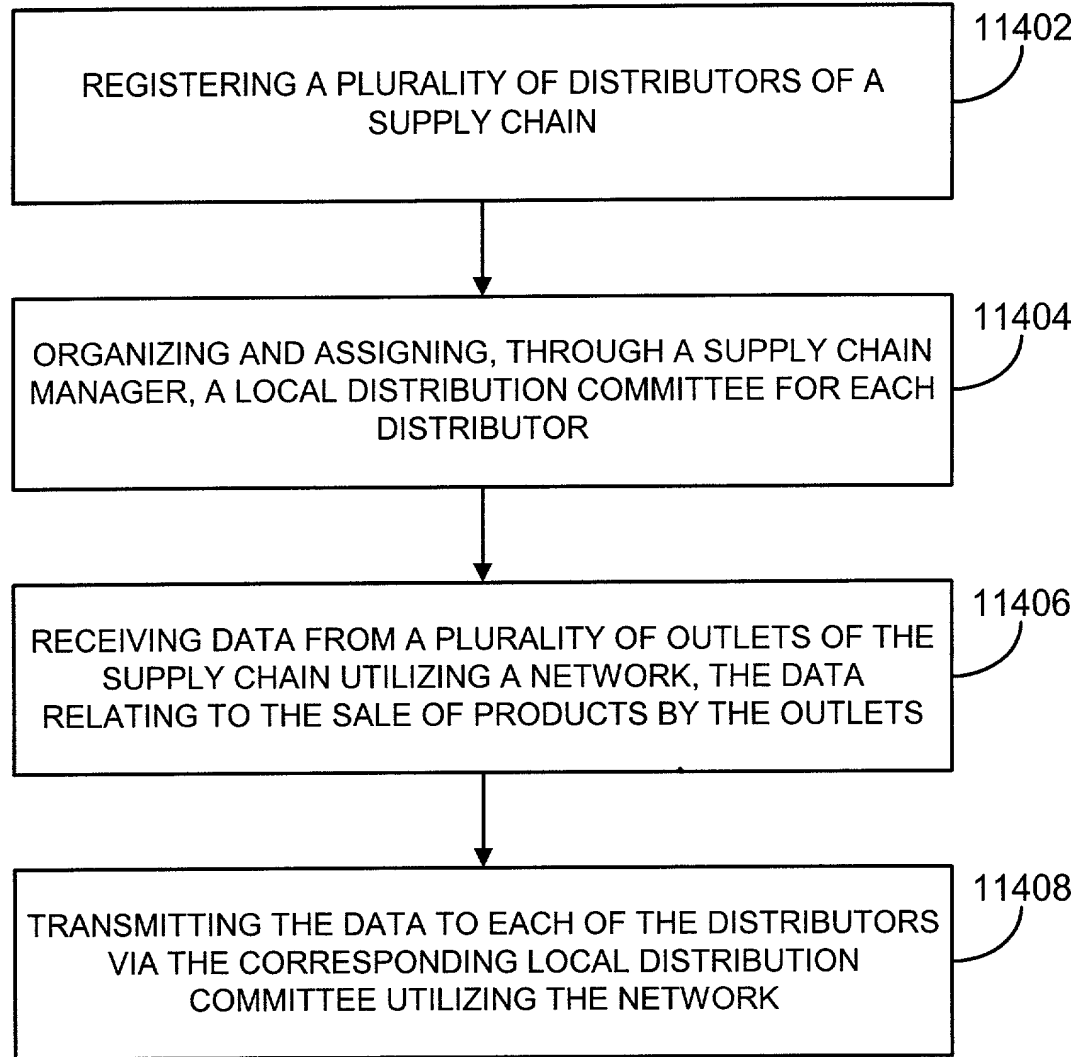 11402
REGISTERING A PLURALITY OF DISTRIBUTORS OF A
SUPPLY CHAIN
11404
ORGANIZING AND ASSIGNING, THROUGH A SUPPLY CHAIN
MANAGER, A LOCAL DISTRIBUTION COMMITTEE FOR EACH
DISTRIBUTOR
11406
RECEIVING DATA FROM A PLURALITY OF OUTLETS OF THE
SUPPLY CHAIN UTILIZING A NETWORK, THE DATA
RELATING TO THE SALE OF PRODUCTS BY THE OUTLETS
11408
TRANSMITTING THE DATA TO EACH OF THE DISTRIBUTORS
VIA THE CORRESPONDING LOCAL DISTRIBUTION
COMMITTEE UTILIZING THE NETWORK